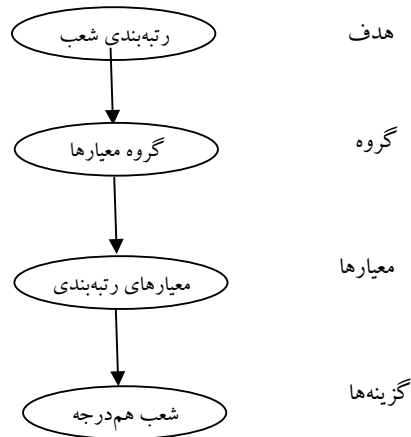 هدف
رتبه‌بندی شعب
گروه
گروه معیارها
معیارها
معیارهای رتبه‌بندی
گزینه‌ها
شعب هم‌درجه